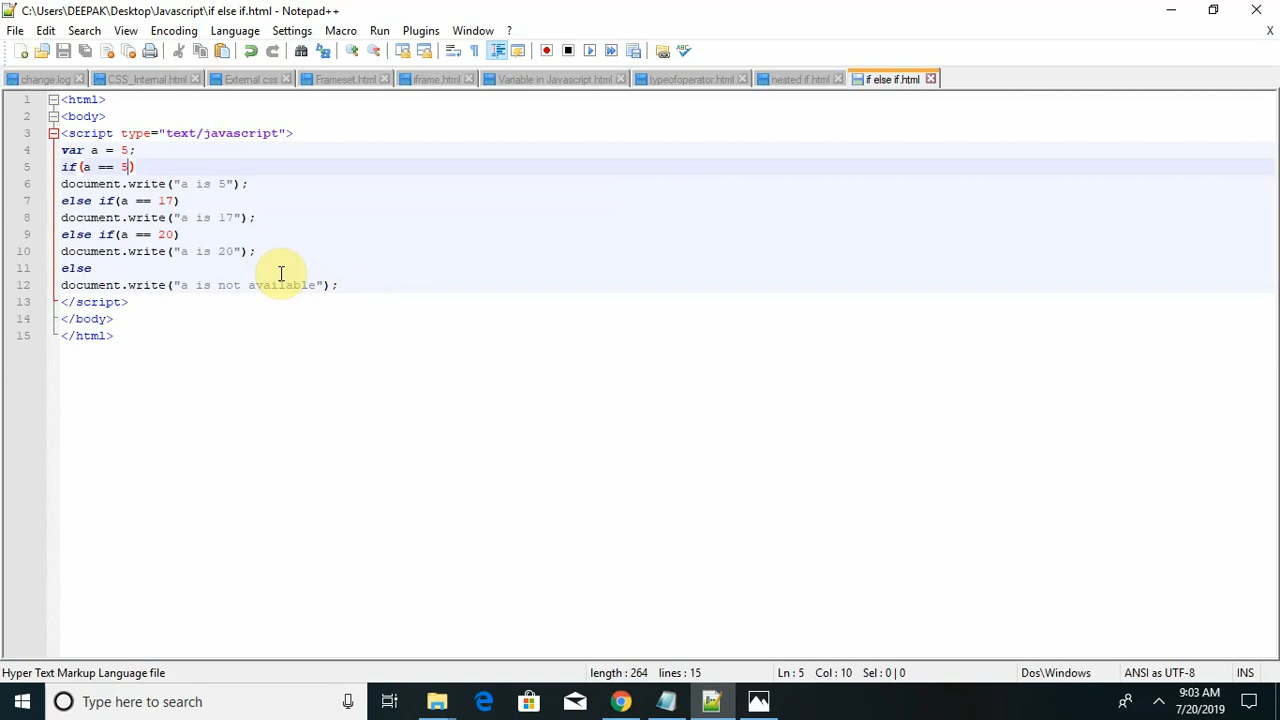 C:\Users\DEEPAK\Desktop\Javascript\if else if.html - Notepad++
File Edit Search View Encoding Language Settings Macro Run Plugins Window ? X
change.log CSS_Internal.html External.css Frameset.html iframe.html Variable in Javascript.html typeofoperator.html nested if.html if else if.html
1 <html>
2 <body>
3 <script type="text/javascript">
4 var a = 5;
5 if(a == 5)
6 document.write("a is 5");
7 else if(a == 17)
8 document.write("a is 17");
9 else if(a == 20)
10 document.write("a is 20");
11 else
12 document.write("a is not available");
13 </script>
14 </body>
15 </html>
Hyper Text Markup Language file length : 264 lines : 15 Ln : 5 Col : 10 Sel : 0 | 0 Dos\Windows ANSI as UTF-8 INS
Type here to search 9:03 AM
7/20/2019